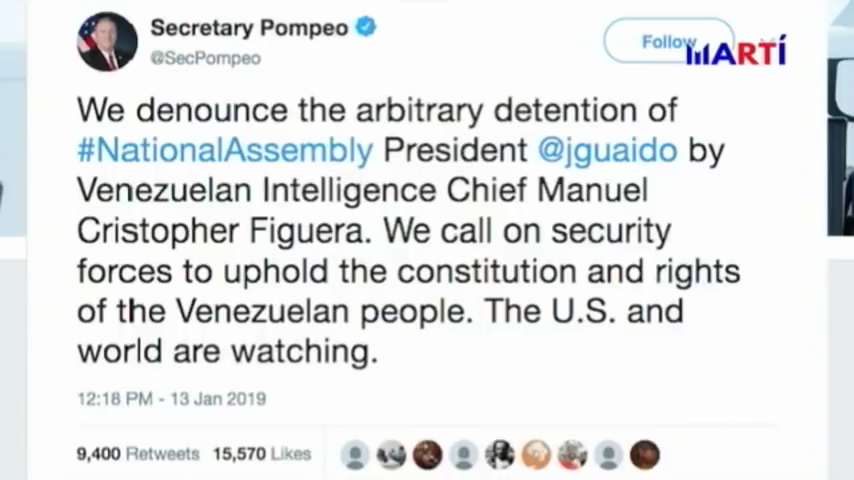 Secretary Pompeo
@SecPompeo
Follow
MARTÍ
We denounce the arbitrary detention of
#NationalAssembly President @jguaido by
Venezuelan Intelligence Chief Manuel
Cristopher Figuera. We call on security
forces to uphold the constitution and rights
of the Venezuelan people. The U.S. and
world are watching.
12:18 PM - 13 Jan 2019
9,400 Retweets 15,570 Likes